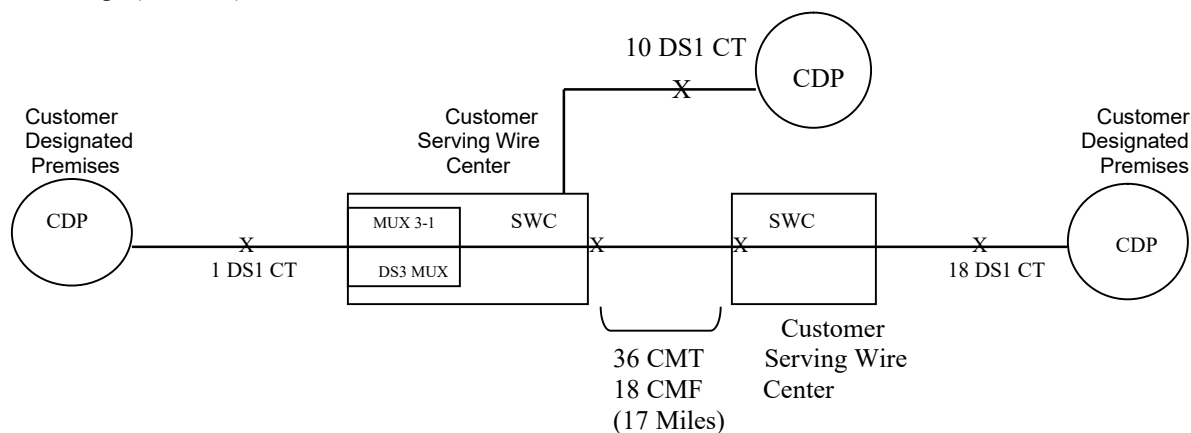 10 DS1 CT
CDP
Customer
Designated
Premises
Customer
Serving Wire
Center
Customer
Designated
Premises
CDP
MUX 3-1
SWC
SWC
CDP
X
X
X
X
X
1 DS1 CT
DS3 MUX
18 DS1 CT
36 CMT
18 CMF
(17 Miles)
Customer
Serving Wire
Center